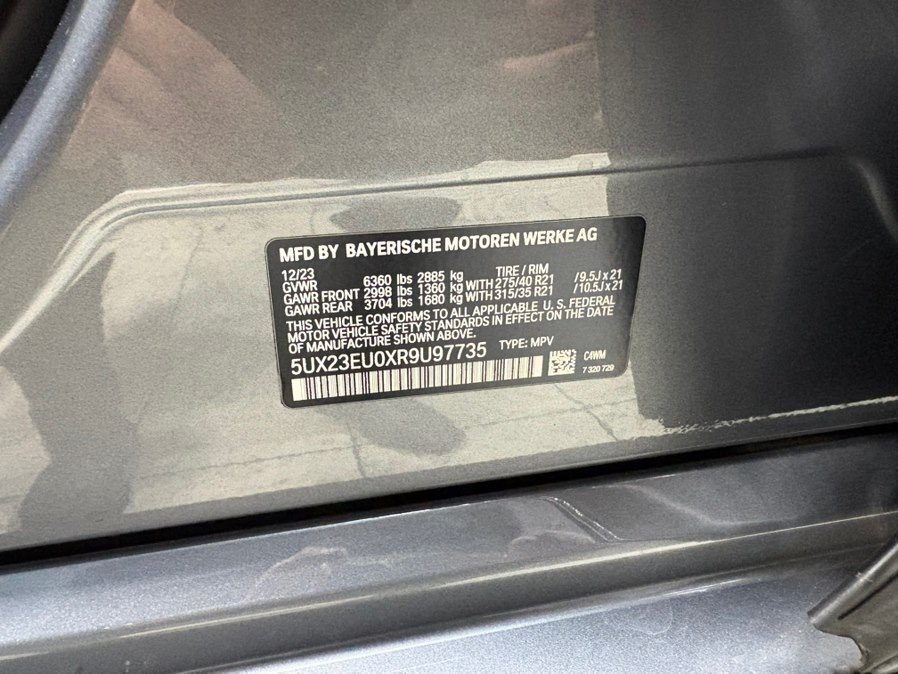 MFD BY BAYERISCHE MOTOREN WERKE AG
12/23 TIRE / RIM
GVWR 6360 lbs 2885 kg
GAWR FRONT 2998 lbs 1360 kg WITH 275/40 R21 /9.5J x 21
GAWR REAR 3704 lbs 1680 kg WITH 315/35 R21 /10.5J x 21
THIS VEHICLE CONFORMS TO ALL APPLICABLE U. S. FEDERAL
MOTOR VEHICLE SAFETY STANDARDS IN EFFECT ON THE DATE
OF MANUFACTURE SHOWN ABOVE.
5UX23EU0XR9U97735 TYPE: MPV
C4WM
7 320 729